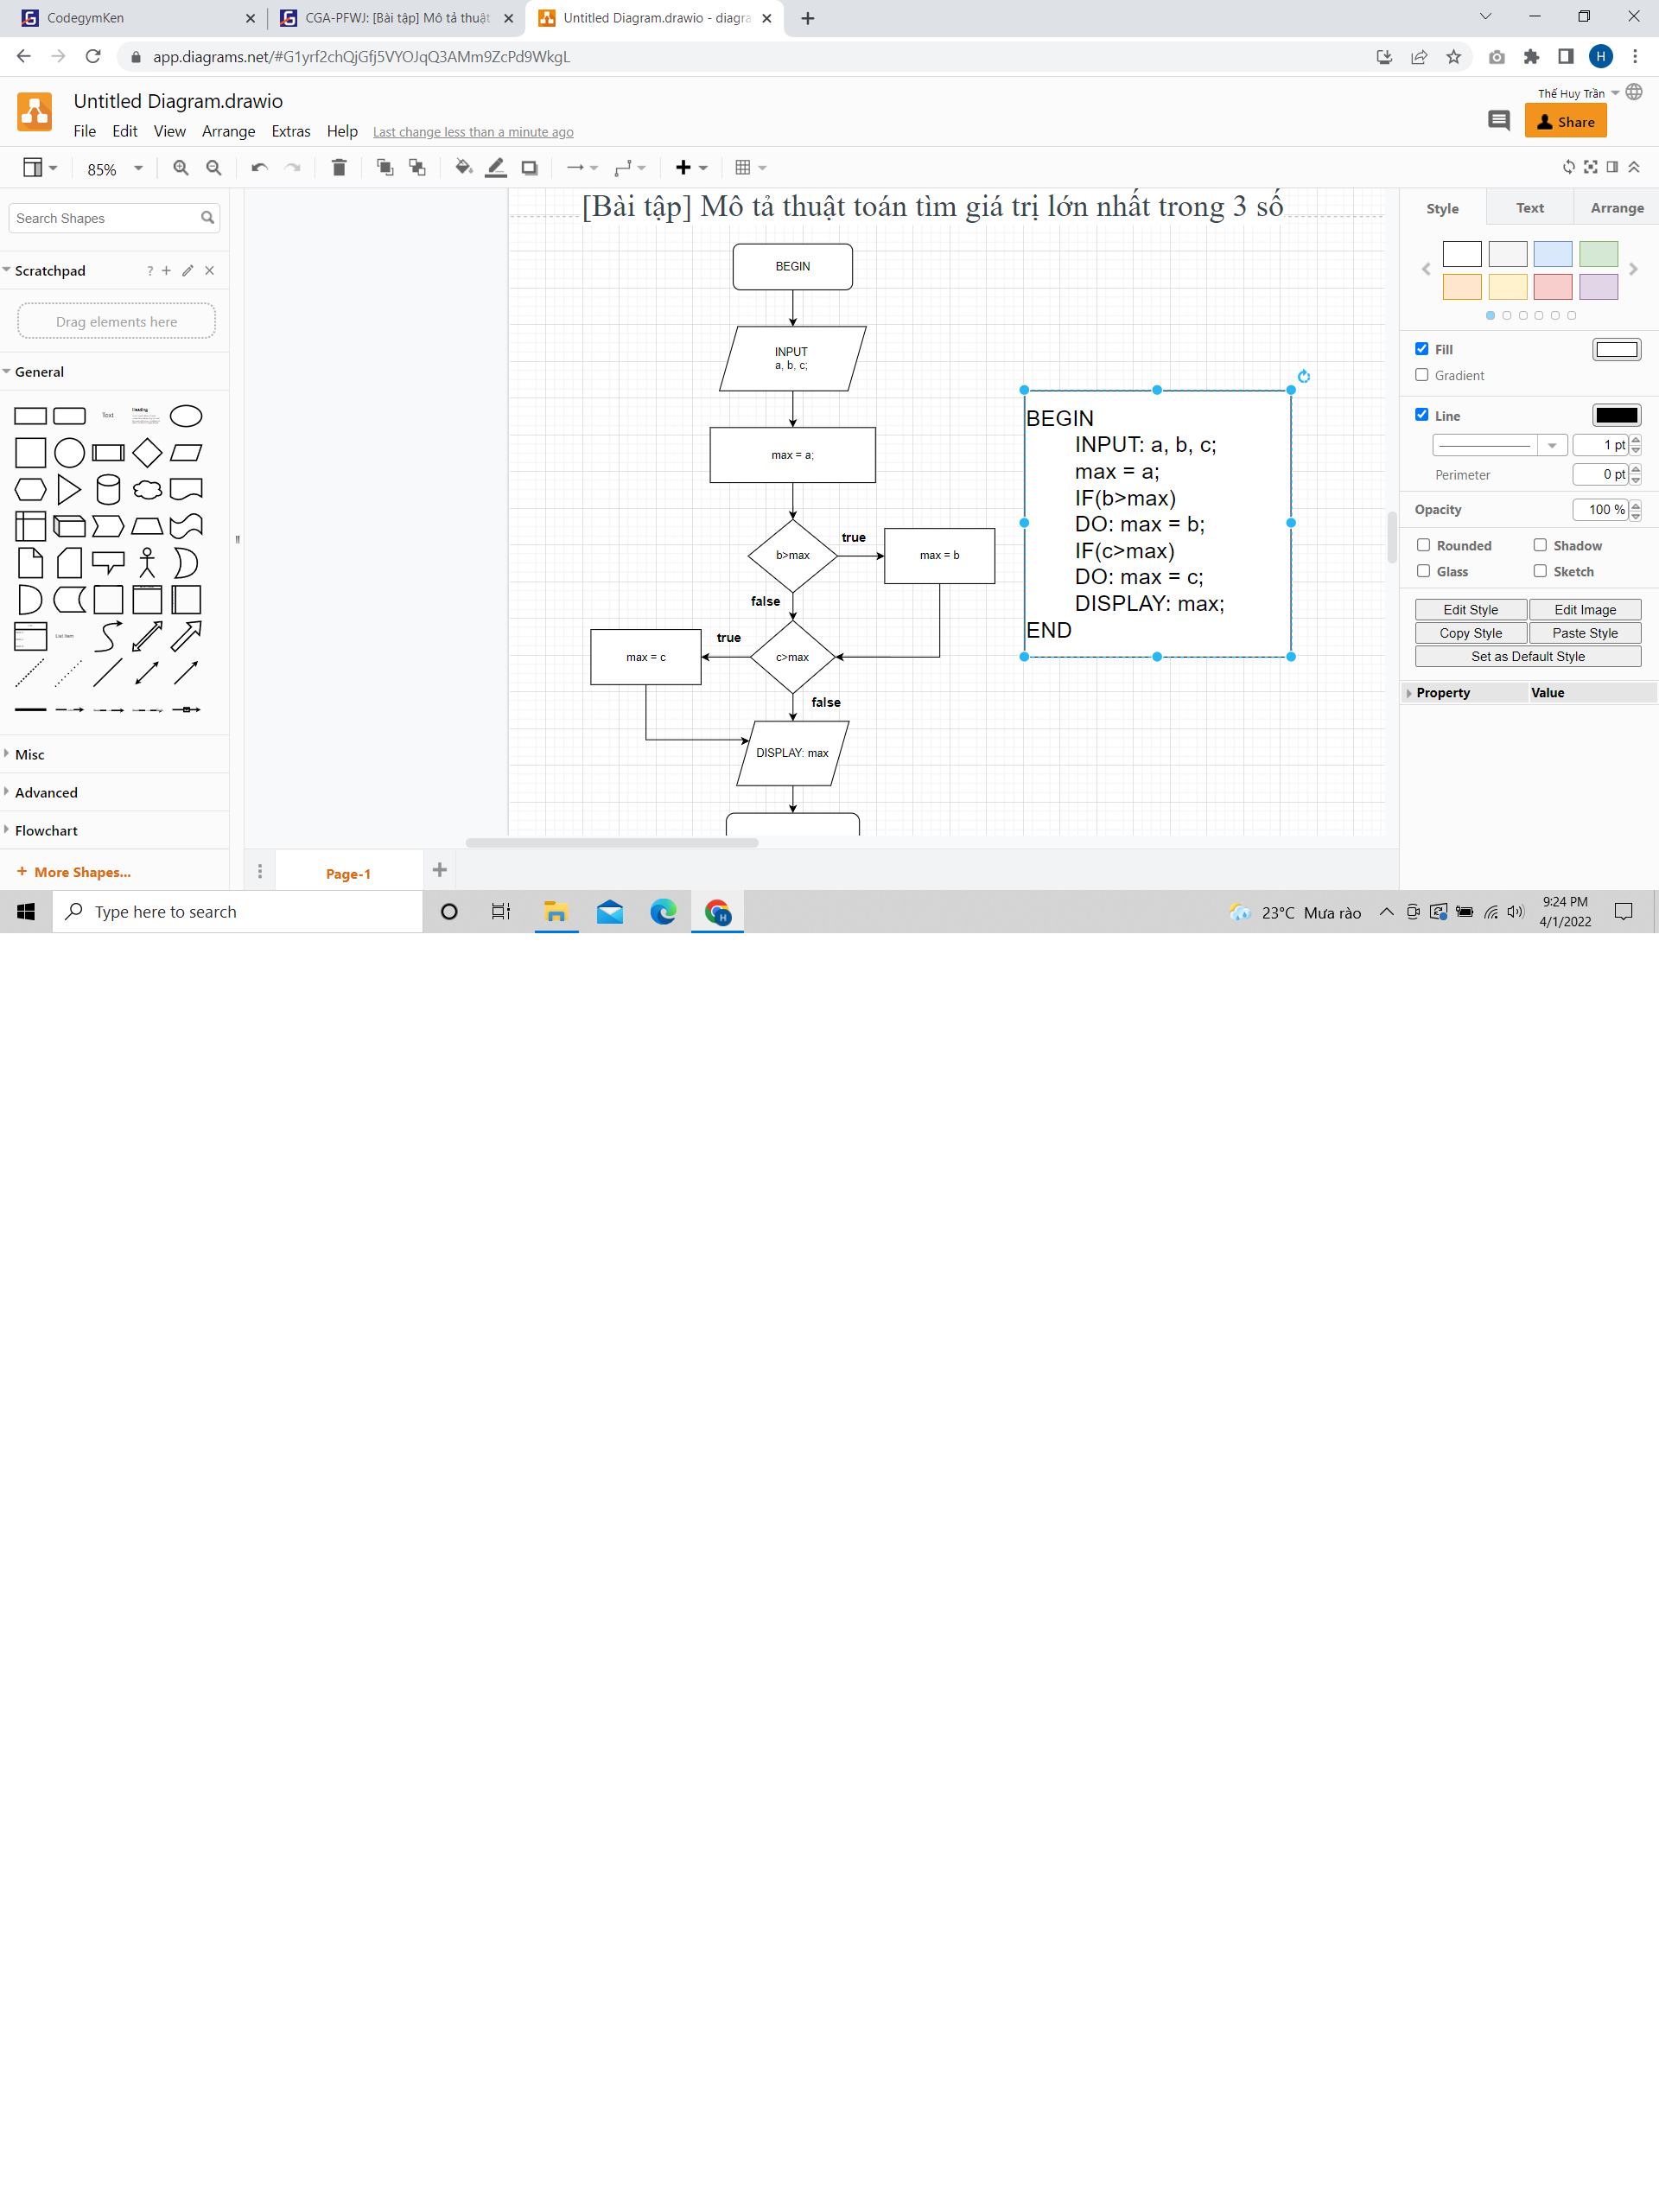 CodegymKen
CGA-PFWJ: [Bài tập] Mô tả thuật
Untitled Diagram.drawio - diagra
app.diagrams.net/#G1yrf2chQjGfj5VYOJqQ3AMm9ZcPd9WkgL
H
Untitled Diagram.drawio
Thế Huy Trần
File Edit View Arrange Extras Help Last change less than a minute ago
Share
85%
Search Shapes
Scratchpad
?
Drag elements here
General
Text
Heading
List Item
Misc
Advanced
Flowchart
+ More Shapes...
[Bài tập] Mô tả thuật toán tìm giá trị lớn nhất trong 3 số
BEGIN
INPUT
a, b, c;
max = a;
b>max
true
max = b
false
c>max
true
max = c
false
DISPLAY: max
BEGIN
INPUT: a, b, c;
max = a;
IF(b>max)
DO: max = b;
IF(c>max)
DO: max = c;
DISPLAY: max;
END
Style Text Arrange
Fill
Gradient
Line
1 pt
Perimeter 0 pt
Opacity 100 %
Rounded Shadow
Glass Sketch
Edit Style Edit Image
Copy Style Paste Style
Set as Default Style
Property Value
Page-1
Type here to search
H
23°C Mưa rào
9:24 PM
4/1/2022